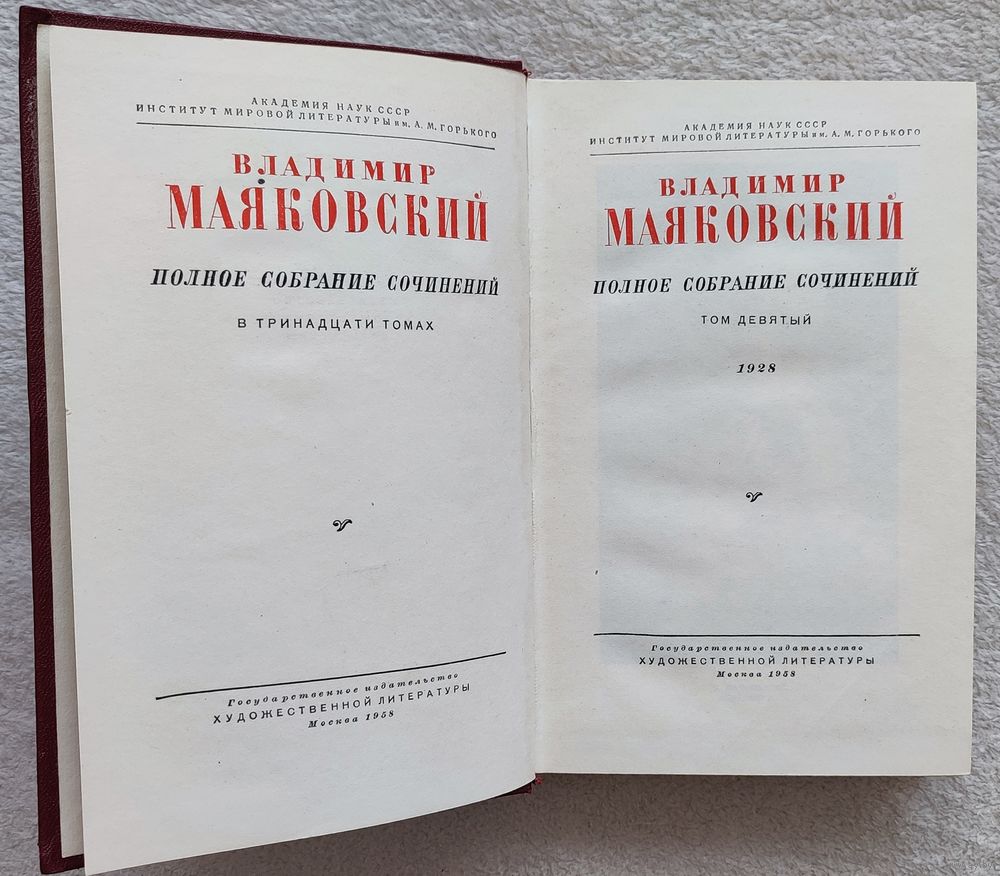 АКАДЕМИЯ НАУК СССР
ИНСТИТУТ МИРОВОЙ ЛИТЕРАТУРЫ им. А. М. ГОРЬКОГО
ВЛАДИМИР
МАЯКОВСКИЙ
ПОЛНОЕ СОБРАНИЕ СОЧИНЕНИЙ
В ТРИНАДЦАТИ ТОМАХ
Государственное издательство
ХУДОЖЕСТВЕННОЙ ЛИТЕРАТУРЫ
Москва 1958
АКАДЕМИЯ НАУК СССР
ИНСТИТУТ МИРОВОЙ ЛИТЕРАТУРЫ им. А. М. ГОРЬКОГО
ВЛАДИМИР
МАЯКОВСКИЙ
ПОЛНОЕ СОБРАНИЕ СОЧИНЕНИЙ
ТОМ ДЕВЯТЫЙ
1928
Государственное издательство
ХУДОЖЕСТВЕННОЙ ЛИТЕРАТУРЫ
Москва 1958